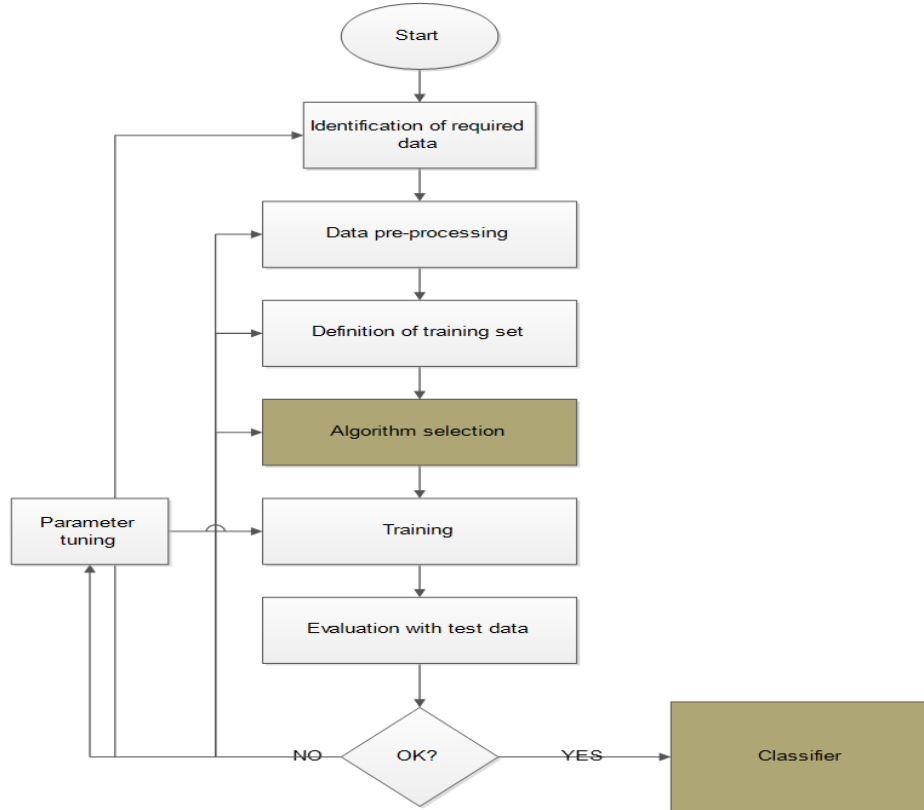 Start
Identification of required
data
Data pre-processing
Definition of training set
Algorithm selection
Parameter
tuning
Training
Evaluation with test data
NO
OK?
YES
Classifier